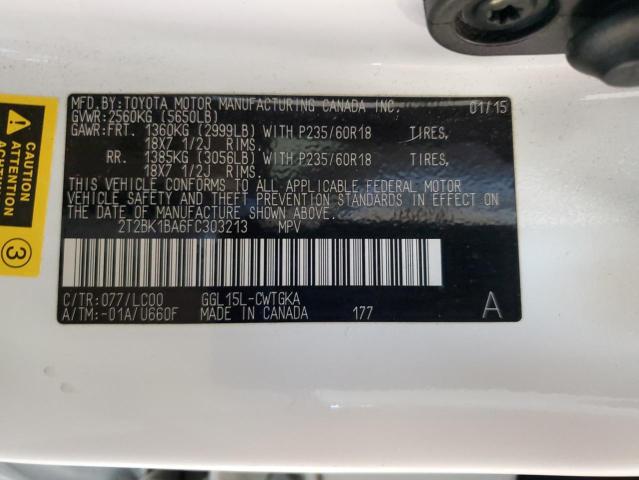 MFD. BY: TOYOTA MOTOR MANUFACTURING CANADA INC. 01/15
GVWR: 2560KG (5650LB)
GAWR: FRT. 1360KG (2999LB) WITH P235/60R18 TIRES,
18X7 1/2J RIMS.
RR. 1385KG (3056LB) WITH P235/60R18 TIRES,
18X7 1/2J RIMS.
THIS VEHICLE CONFORMS TO ALL APPLICABLE FEDERAL MOTOR
VEHICLE SAFETY AND THEFT PREVENTION STANDARDS IN EFFECT ON
THE DATE OF MANUFACTURE SHOWN ABOVE.
2T2BK1BA6FC303213 MPV
C/TR: 077/LC00 GGL15L-CWTGKA
A/TM: -01A/U660F MADE IN CANADA 177 A
CAUTION
ATTENTION
3